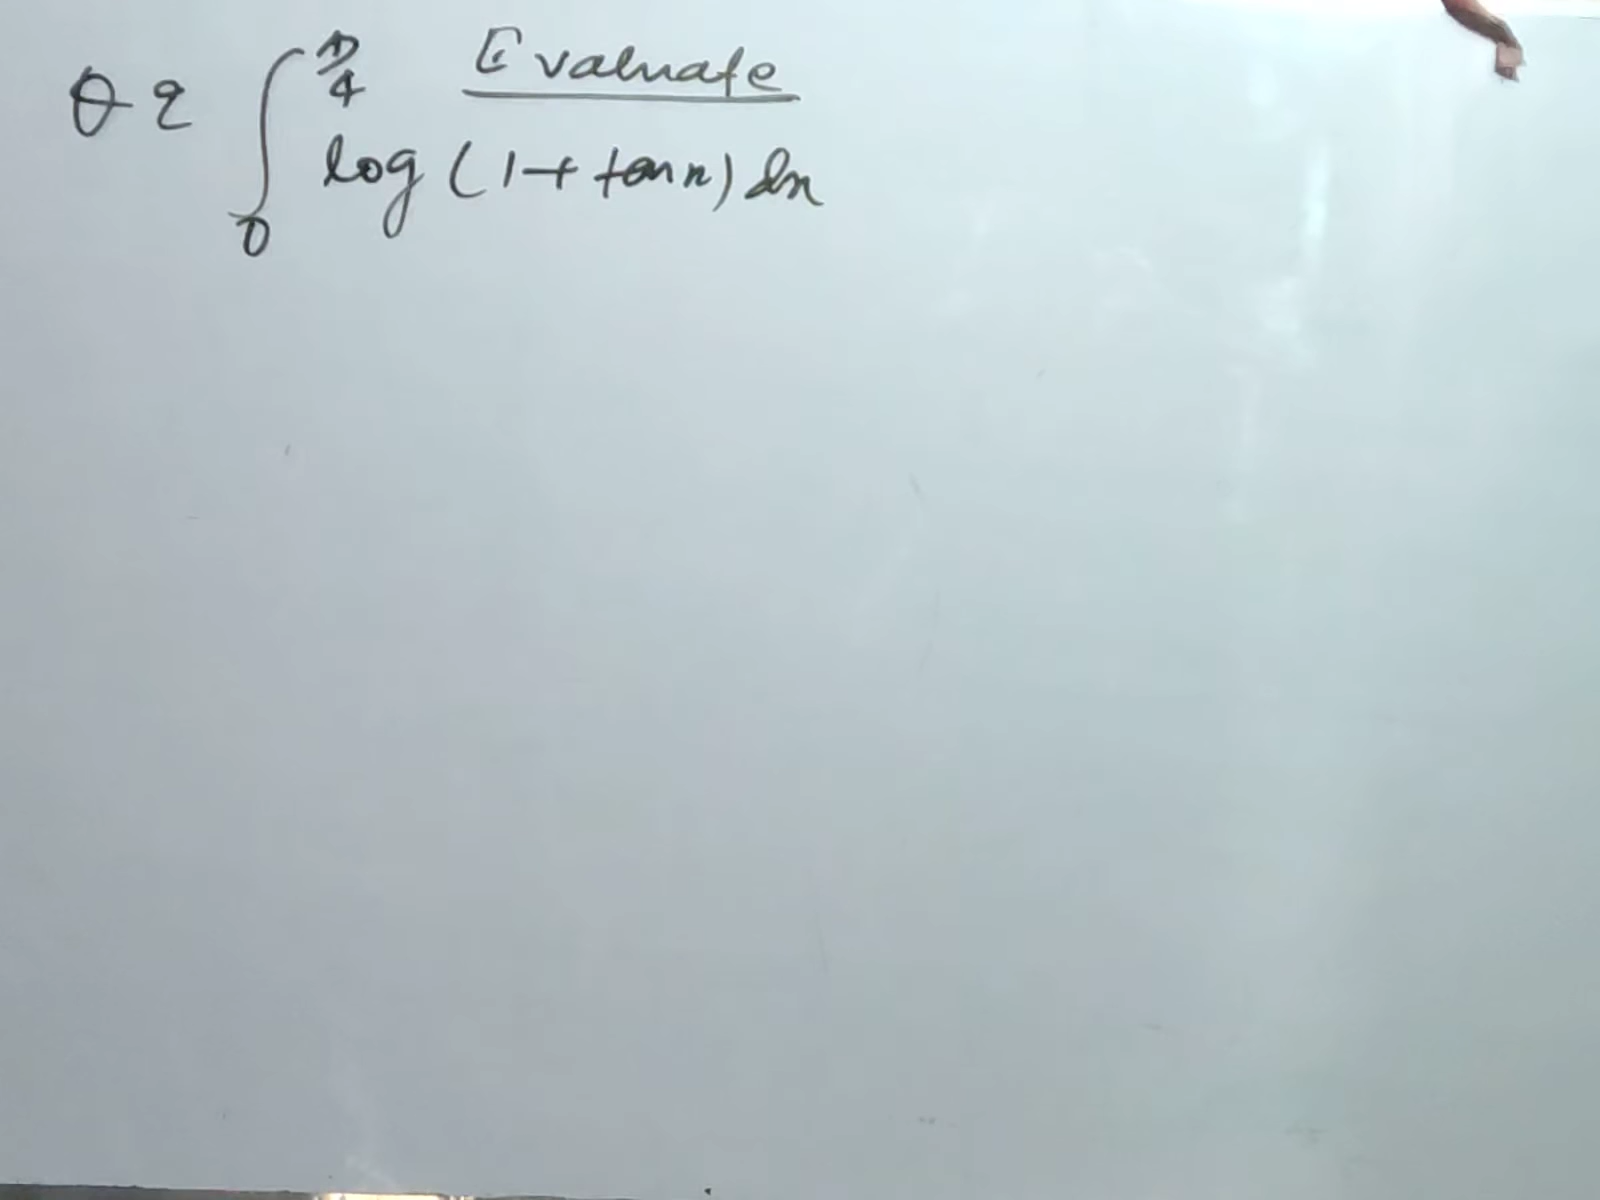 Evaluate
Q2 ∫₀^{π/4} log (1 + tan x) dx